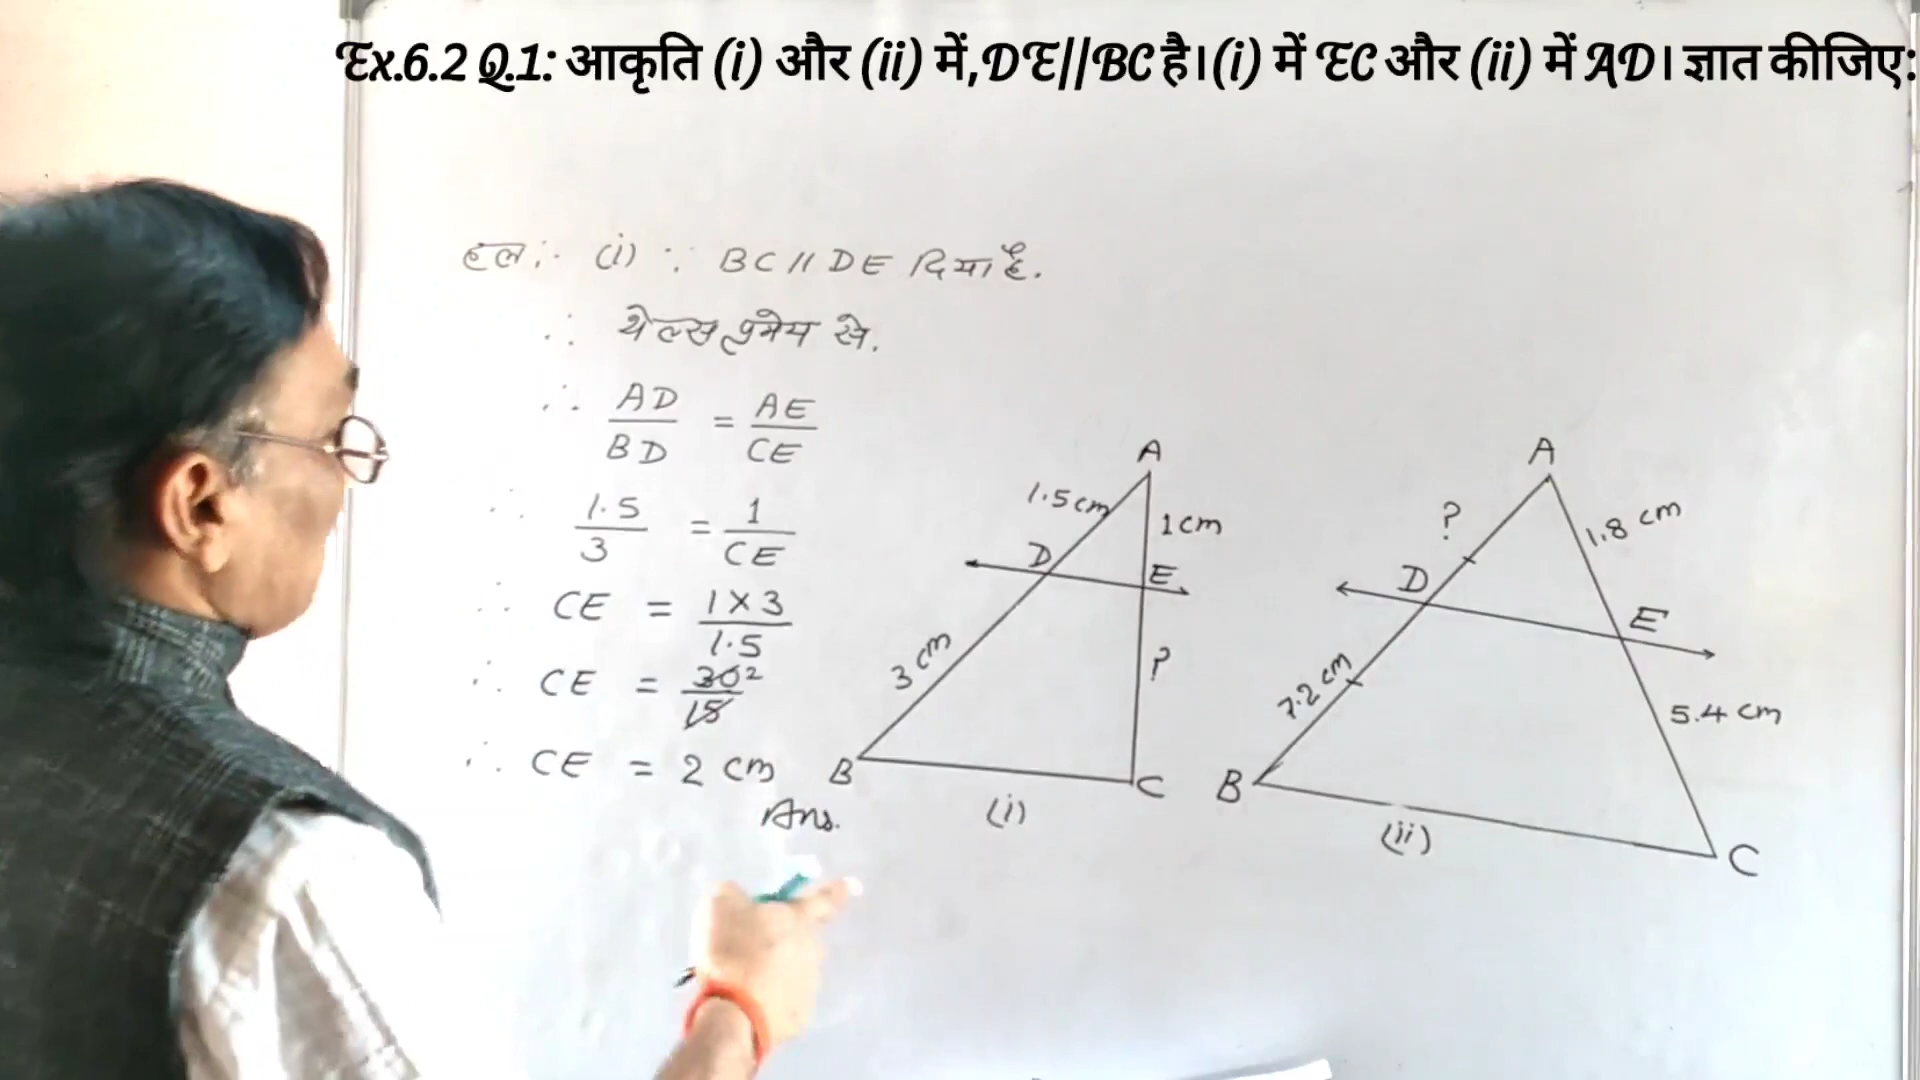 Ex.6.2 Q.1: आकृति (i) और (ii) में, DE//BC है। (i) में EC और (ii) में AD। ज्ञात कीजिए:
हल :- (i) ∵ BC // DE दिया है.
∴ थेल्स प्रमेय से.
∴ AD/BD = AE/CE
∴ 1.5/3 = 1/CE
∴ CE = 1 X 3/1.5
∴ CE = 30 2/15
∴ CE = 2 cm
Ans.
A
1.5 cm
1 cm
D
E
3 cm
?
B
C
(i)
A
?
1.8 cm
D
E
7.2 cm
5.4 cm
B
C
(ii)